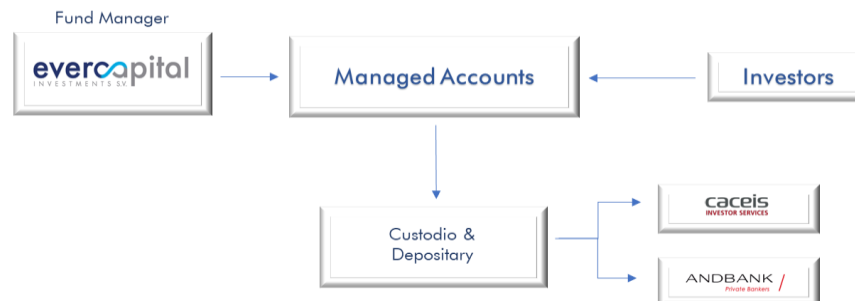 Fund Manager
evercapital
INVESTMENTS S.V.
Managed Accounts
Investors
Custodio &
Depositary
caceis
INVESTOR SERVICES
ANDBANK
Private Bankers